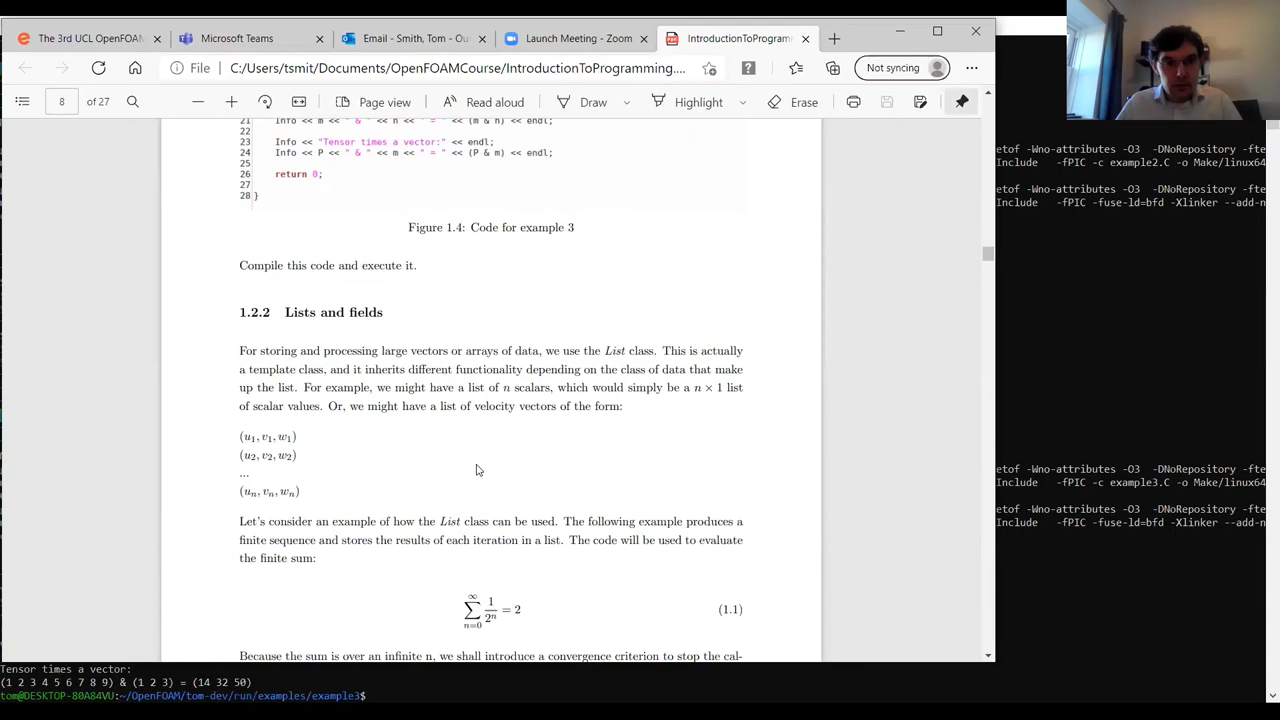 The 3rd UCL OpenFOAM
Microsoft Teams
Email - Smith, Tom - Ou
Launch Meeting - Zoom
IntroductionToProgram
File
C:/Users/tsmit/Documents/OpenFOAMCourse/IntroductionToProgramming....
Not syncing
8 of 27
Page view
Read aloud
Draw
Highlight
Erase
21 Info << m << " & " << n << " = " << (m & n) << endl;
22
23 Info << "Tensor times a vector:" << endl;
24 Info << P << " & " << m << " = " << (P & m) << endl;
25
26 return 0;
27
28 }
Figure 1.4: Code for example 3
Compile this code and execute it.
1.2.2 Lists and fields
For storing and processing large vectors or arrays of data, we use the List class. This is actually
a template class, and it inherits different functionality depending on the class of data that make
up the list. For example, we might have a list of n scalars, which would simply be a n × 1 list
of scalar values. Or, we might have a list of velocity vectors of the form:
(u₁, v₁, w₁)
(u₂, v₂, w₂)
...
(uₙ, vₙ, wₙ)
Let's consider an example of how the List class can be used. The following example produces a
finite sequence and stores the results of each iteration in a list. The code will be used to evaluate
the finite sum:
∞
∑ 1/2ⁿ = 2 (1.1)
n=0
Because the sum is over an infinite n, we shall introduce a convergence criterion to stop the cal-
etof -Wno-attributes -O3 -DNoRepository -fte
Include -fPIC -c example2.C -o Make/linux64
etof -Wno-attributes -O3 -DNoRepository -fte
Include -fPIC -fuse-ld=bfd -Xlinker --add-n
etof -Wno-attributes -O3 -DNoRepository -fte
Include -fPIC -c example3.C -o Make/linux64
etof -Wno-attributes -O3 -DNoRepository -fte
Include -fPIC -fuse-ld=bfd -Xlinker --add-n
Tensor times a vector:
(1 2 3 4 5 6 7 8 9) & (1 2 3) = (14 32 50)
tom@DESKTOP-80A84VU:~/OpenFOAM/tom-dev/run/examples/example3$